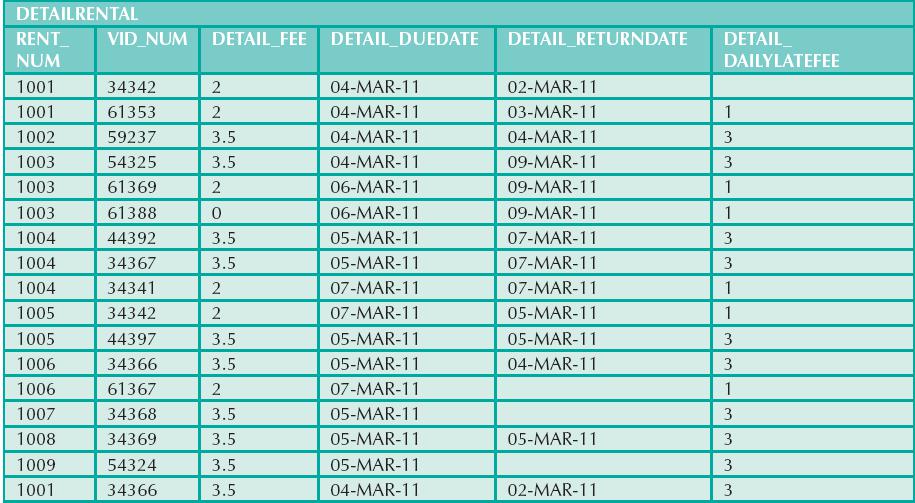 DETAILRENTAL
RENT_ VID_NUM DETAIL_FEE DETAIL_DUEDATE DETAIL_RETURNDATE DETAIL_
NUM DAILYLATEFEE
1001 34342 2 04-MAR-11 02-MAR-11
1001 61353 2 04-MAR-11 03-MAR-11 1
1002 59237 3.5 04-MAR-11 04-MAR-11 3
1003 54325 3.5 04-MAR-11 09-MAR-11 3
1003 61369 2 06-MAR-11 09-MAR-11 1
1003 61388 0 06-MAR-11 09-MAR-11 1
1004 44392 3.5 05-MAR-11 07-MAR-11 3
1004 34367 3.5 05-MAR-11 07-MAR-11 3
1004 34341 2 07-MAR-11 07-MAR-11 1
1005 34342 2 07-MAR-11 05-MAR-11 1
1005 44397 3.5 05-MAR-11 05-MAR-11 3
1006 34366 3.5 05-MAR-11 04-MAR-11 3
1006 61367 2 07-MAR-11 1
1007 34368 3.5 05-MAR-11 3
1008 34369 3.5 05-MAR-11 05-MAR-11 3
1009 54324 3.5 05-MAR-11 3
1001 34366 3.5 04-MAR-11 02-MAR-11 3